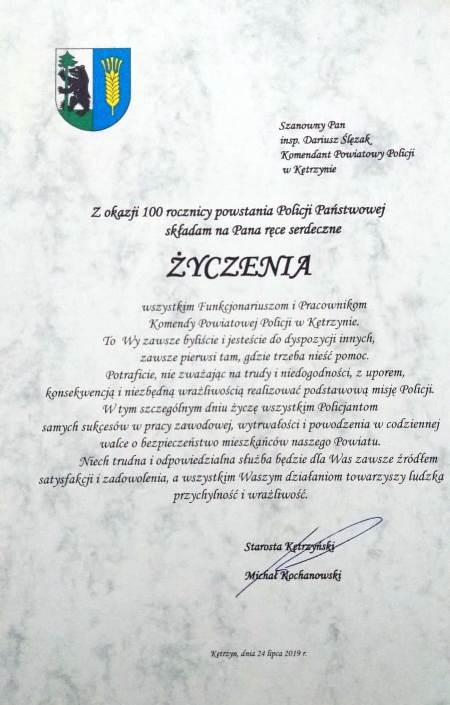 Szanowny Pan
insp. Dariusz Ślęzak
Komendant Powiatowy Policji
w Kętrzynie
Z okazji 100 rocznicy powstania Policji Państwowej
składam na Pana ręce serdeczne
ŻYCZENIA
wszystkim Funkcjonariuszom i Pracownikom
Komendy Powiatowej Policji w Kętrzynie.
To Wy zawsze byliście i jesteście do dyspozycji innych,
zawsze pierwsi tam, gdzie trzeba nieść pomoc.
Potraficie, nie zważając na trudy i niedogodności, z uporem,
konsekwencją i niezbędną wrażliwością realizować podstawową misję Policji.
W tym szczególnym dniu życzę wszystkim Policjantom
samych sukcesów w pracy zawodowej, wytrwałości i powodzenia w codziennej
walce o bezpieczeństwo mieszkańców naszego Powiatu.
Niech trudna i odpowiedzialna służba będzie dla Was zawsze źródłem
satysfakcji i zadowolenia, a wszystkim Waszym działaniom towarzyszy ludzka
przychylność i wrażliwość.
Starosta Kętrzyński
Michał Kochanowski
Kętrzyn, dnia 24 lipca 2019 r.